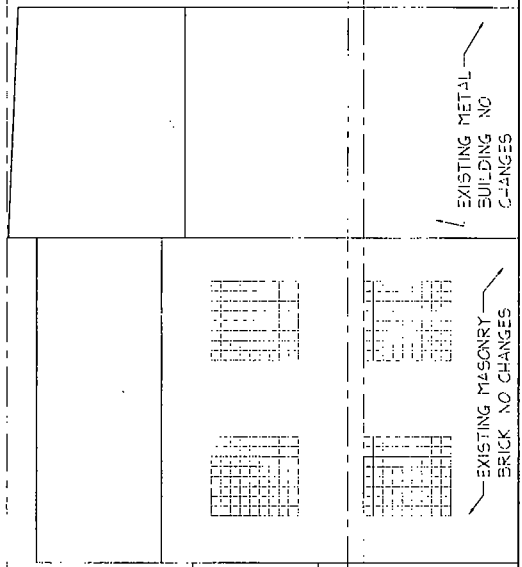 EXISTING METAL
BUILDING NO
CHANGES
EXISTING MASONRY
BRICK NO CHANGES